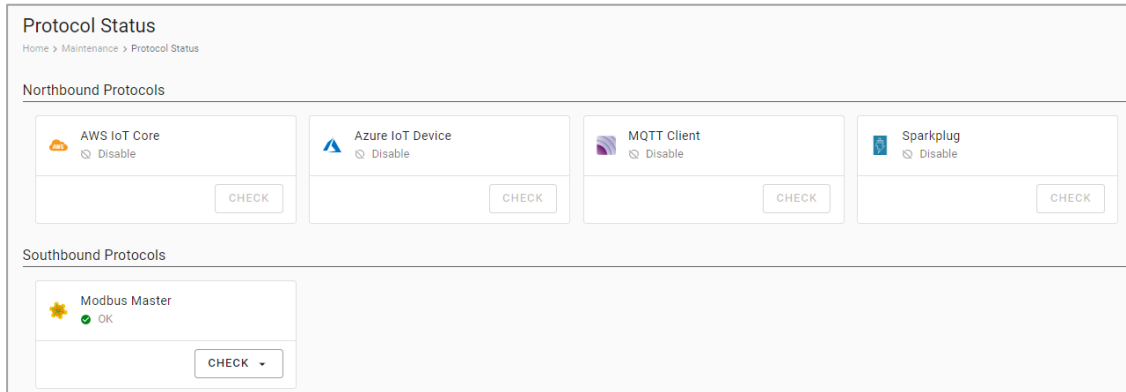 Protocol Status
Home > Maintenance > Protocol Status
Northbound Protocols
AWS IoT Core
Disable
CHECK
Azure IoT Device
Disable
CHECK
MQTT Client
Disable
CHECK
Sparkplug
Disable
CHECK
Southbound Protocols
Modbus Master
OK
CHECK